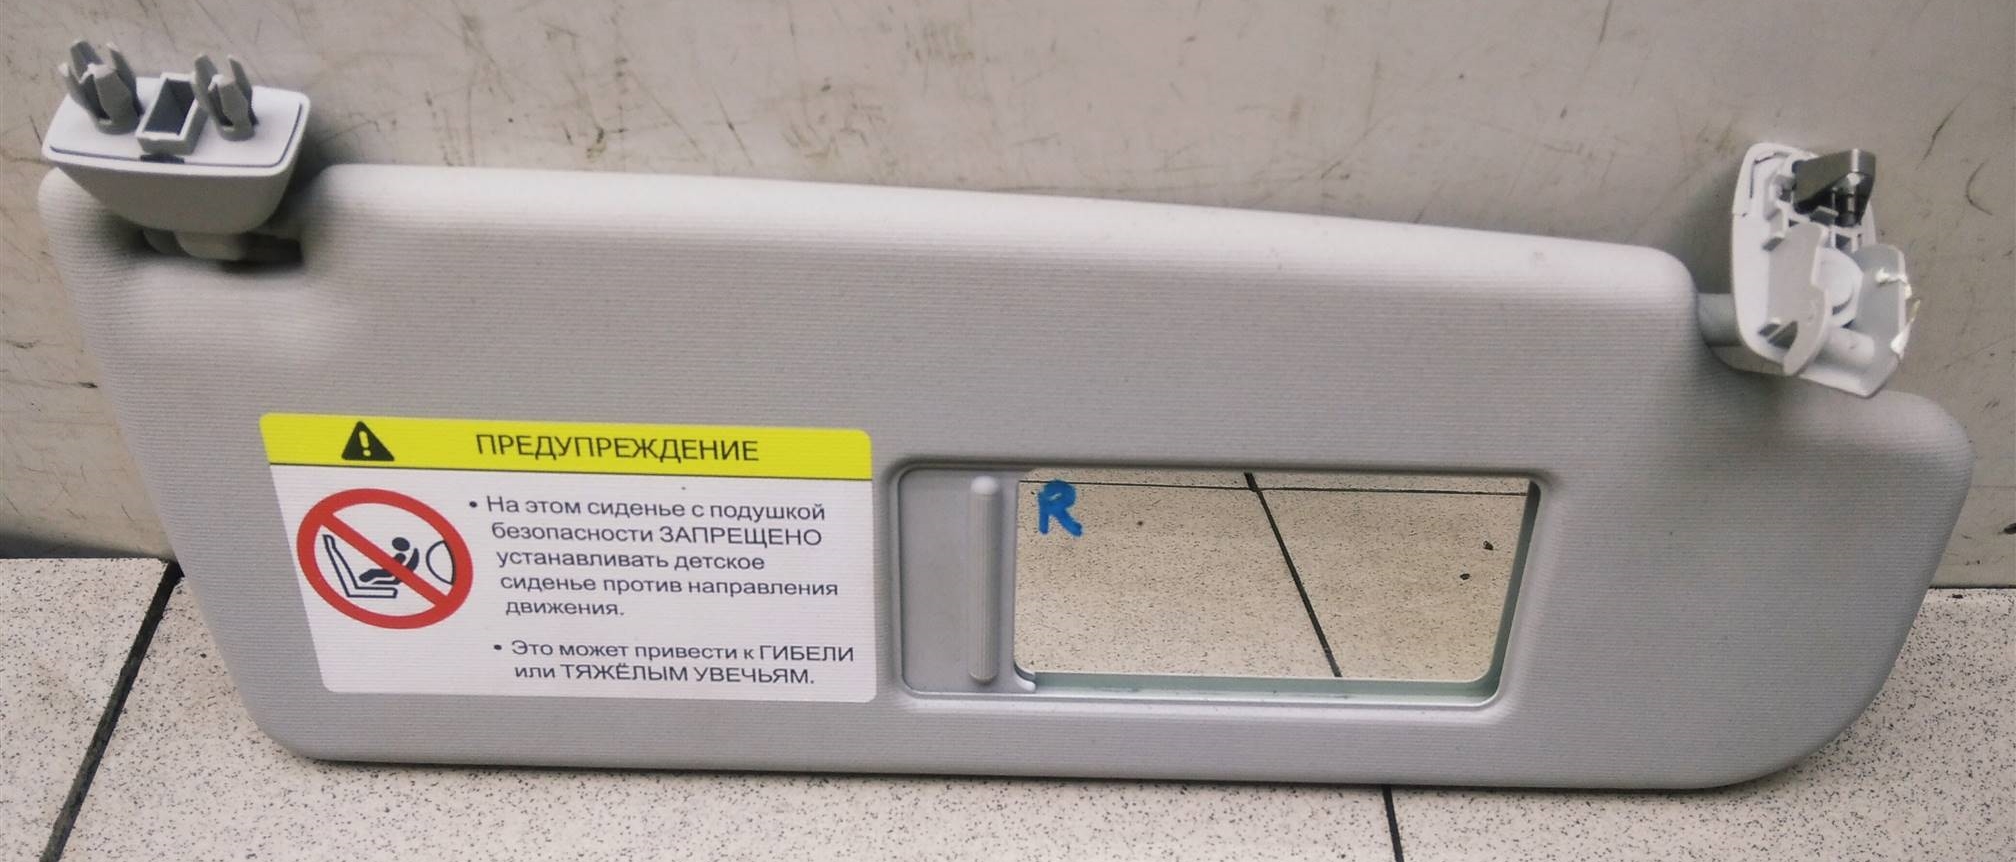 ПРЕДУПРЕЖДЕНИЕ
• На этом сиденье с подушкой
безопасности ЗАПРЕЩЕНО
устанавливать детское
сиденье против направления
движения.
• Это может привести к ГИБЕЛИ
или ТЯЖЁЛЫМ УВЕЧЬЯМ.
R